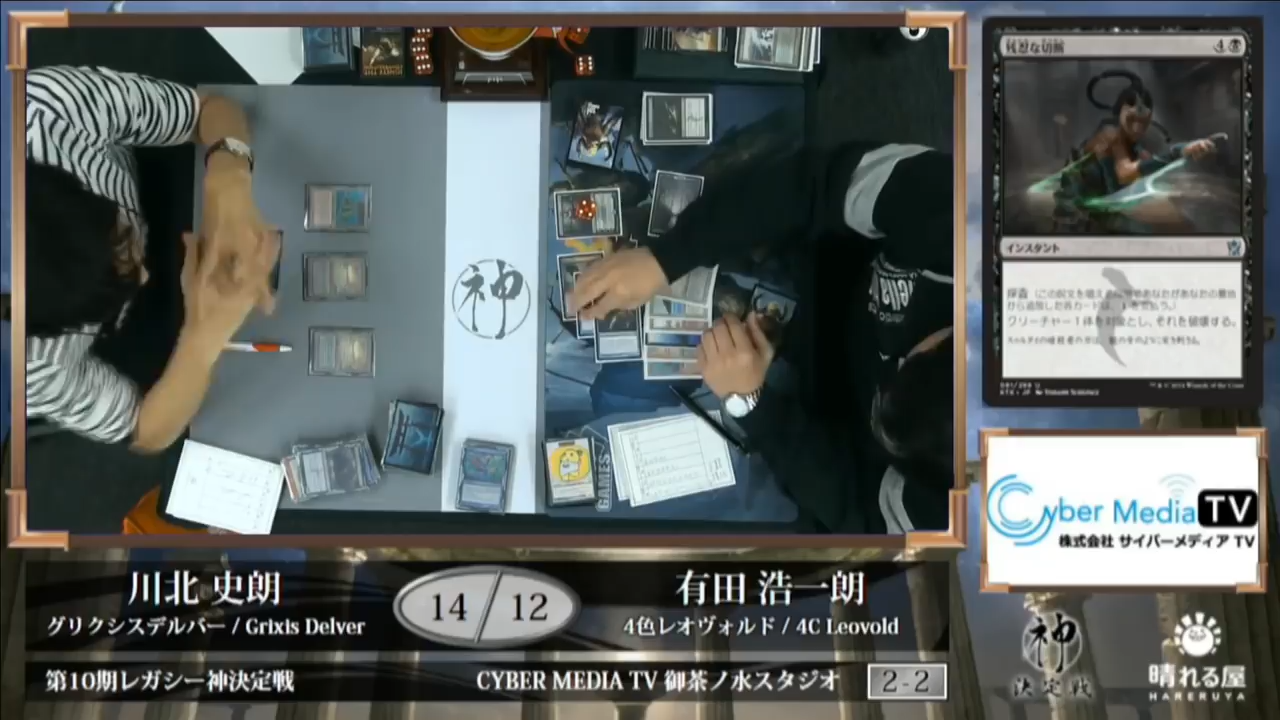 残忍な切断
4
インスタント
クリーチャー1体を対象とし、それを破壊する。
神
GAMES
Cyber Media TV
株式会社 サイバーメディア TV
川北 史朗
14 / 12
有田 浩一朗
グリクシスデルバー / Grixis Delver
4色レオヴォルド / 4C Leovold
第10期レガシー神決定戦
CYBER MEDIA TV 御茶ノ水スタジオ
2-2
神
決定戦
晴れる屋
HARERUYA